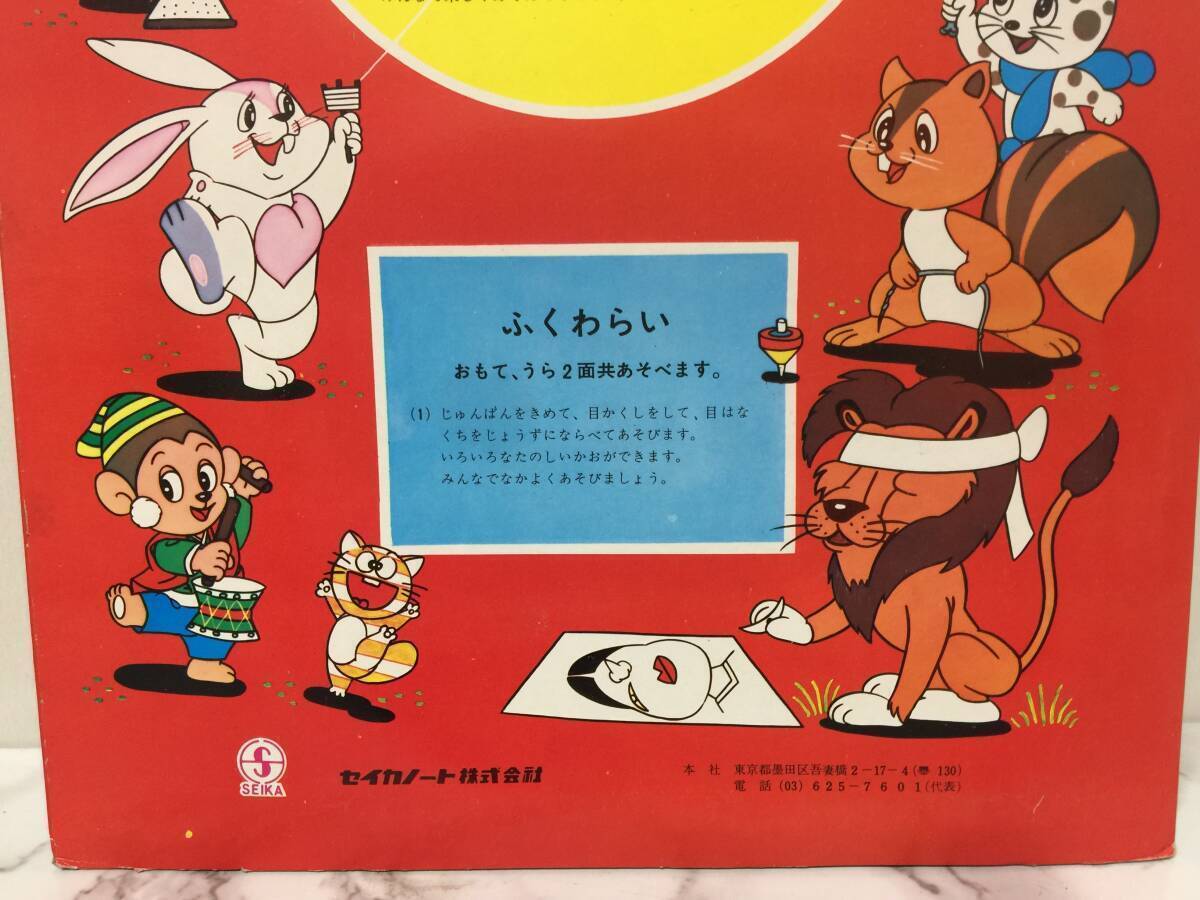 ふくわらい
おもて、うら2面共あそべます。
(1) じゅんばんをきめて、目かくしをして、目はな
くちをじょうずにならべてあそびます。
いろいろなたのしいかおができます。
みんなでなかよくあそびましょう。
SEIKA
セイカノート株式会社
本社 東京都墨田区吾妻橋2-17-4(〠 130)
電話 (03) 625-7601(代表)